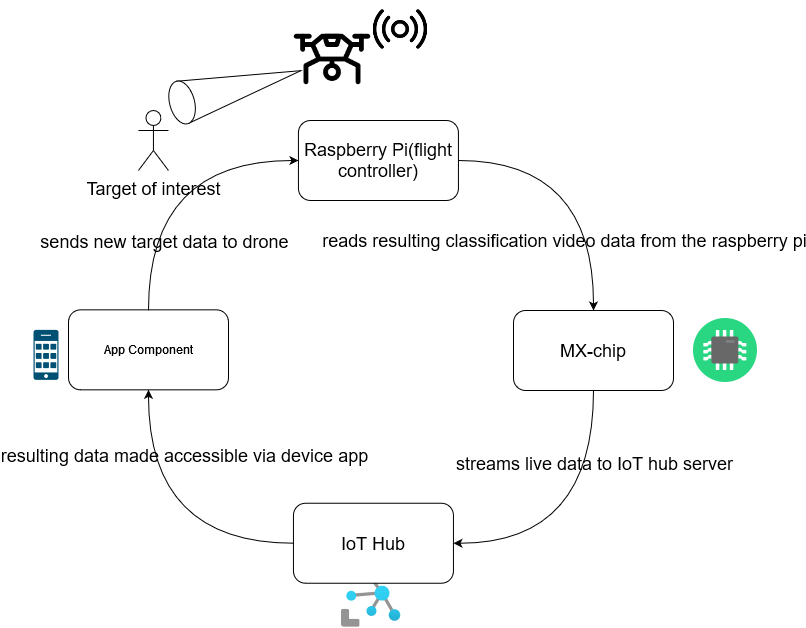 Raspberry Pi(flight
controller)
Target of interest
sends new target data to drone
reads resulting classification video data from the raspberry pi
App Component
MX-chip
resulting data made accessible via device app
streams live data to IoT hub server
IoT Hub